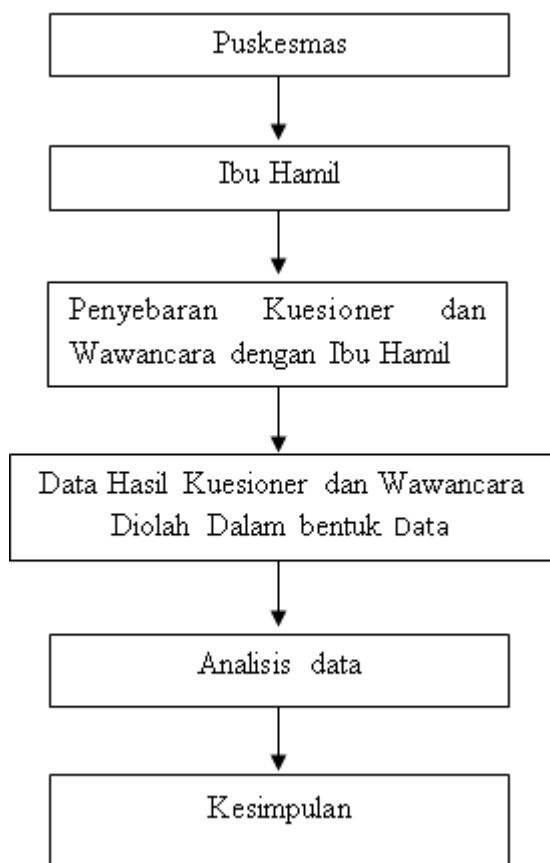 Puskesmas
Ibu Hamil
Penyebaran Kuesioner dan
Wawancara dengan Ibu Hamil
Data Hasil Kuesioner dan Wawancara
Diolah Dalam bentuk Data
Analisis data
Kesimpulan